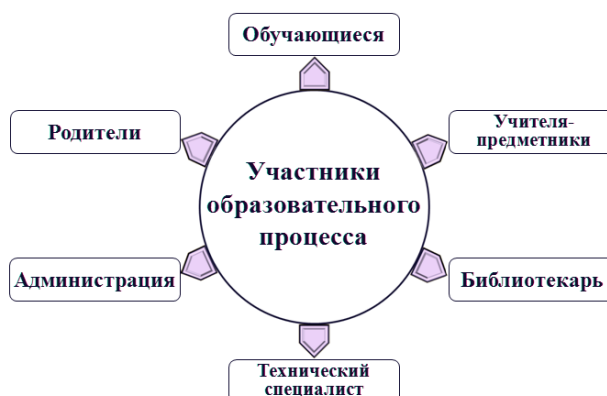 Обучающиеся
Родители
Учителя-
предметники
Участники
образовательного
процесса
Администрация
Библиотекарь
Технический
специалист